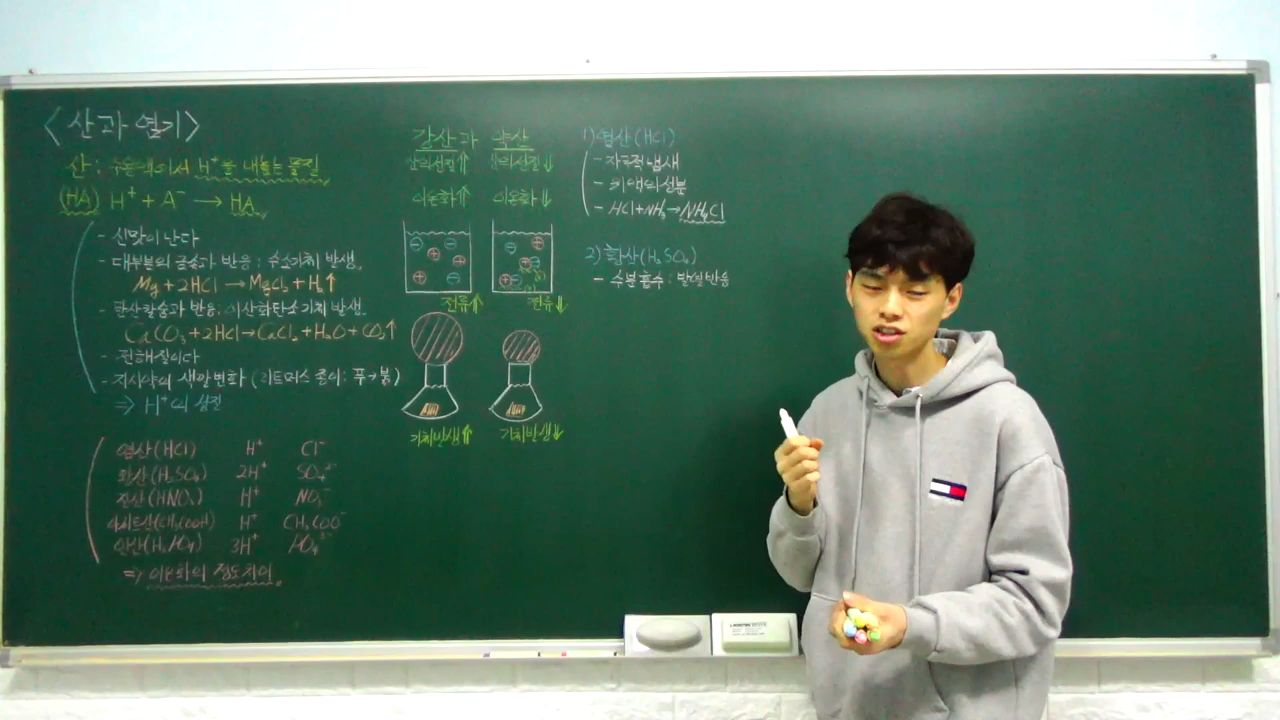 <산과 염기>
산: 수용액에서 H⁺를 내놓는 물질
(HA) H⁺ + A⁻ → HA
- 신맛이 난다
- 대부분의 금속과 반응: 수소기체 발생.
Mg + 2HCl → MgCl₂ + H₂↑
- 탄산칼슘과 반응: 이산화탄소 기체 발생.
CaCO₃ + 2HCl → CaCl₂ + H₂O + CO₂↑
- 전해질이다
- 지시약의 색깔변화 (리트머스 종이: 푸→붉)
⇒ H⁺의 성질
염산(HCl) H⁺ Cl⁻
황산(H₂SO₄) 2H⁺ SO₄²⁻
질산(HNO₃) H⁺ NO₃⁻
아세트산(CH₃COOH) H⁺ CH₃COO⁻
인산(H₃PO₄) 3H⁺ PO₄³⁻
⇒ 이온화의 정도차이.
강산과 약산
산의성질↑ 산의성질↓
이온화↑ 이온화↓
전류↑ 전류↓
기체발생↑ 기체발생↓
1) 염산(HCl)
- 자극적 냄새
- 위액의 성분
- HCl + NH₃ → NH₄Cl
2) 황산(H₂SO₄)
- 수분흡수: 발열반응